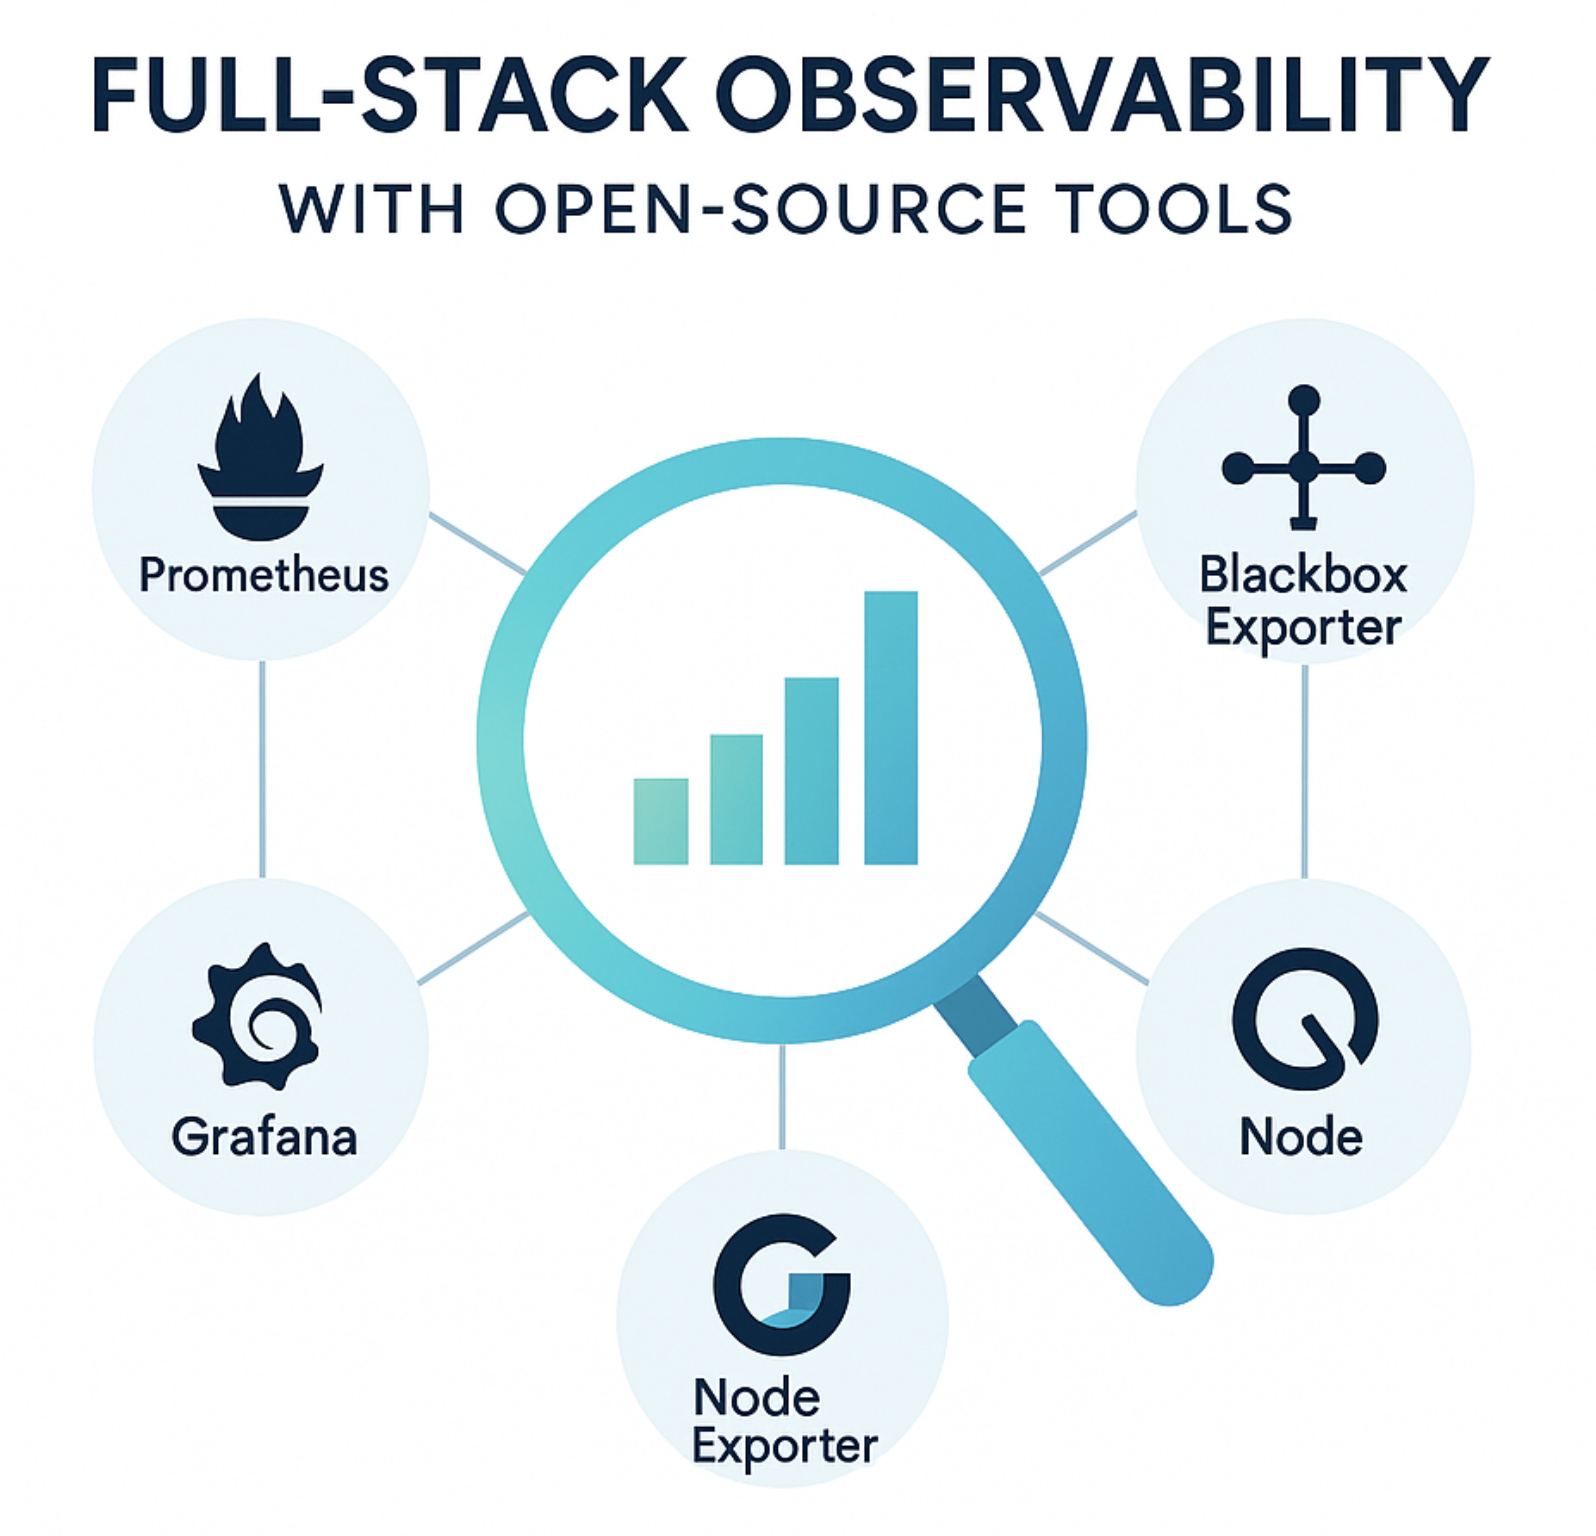 FULL-STACK OBSERVABILITY
WITH OPEN-SOURCE TOOLS
Prometheus
Blackbox
Exporter
Grafana
Node
Node
Exporter